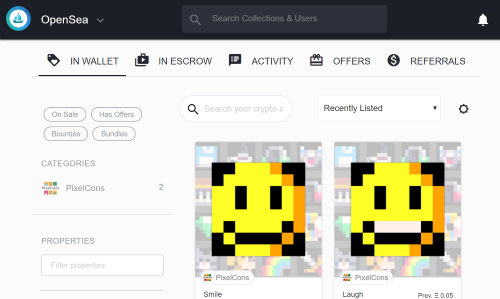 OpenSea
Search Collections & Users
IN WALLET
IN ESCROW
ACTIVITY
OFFERS
REFERRALS
On Sale
Has Offers
Bounties
Bundles
Search your crypto a
Recently Listed
CATEGORIES
PixelCons 2
PROPERTIES
Filter properties
PixelCons
Smile
PixelCons
Laugh
Prev. Ξ 0.05